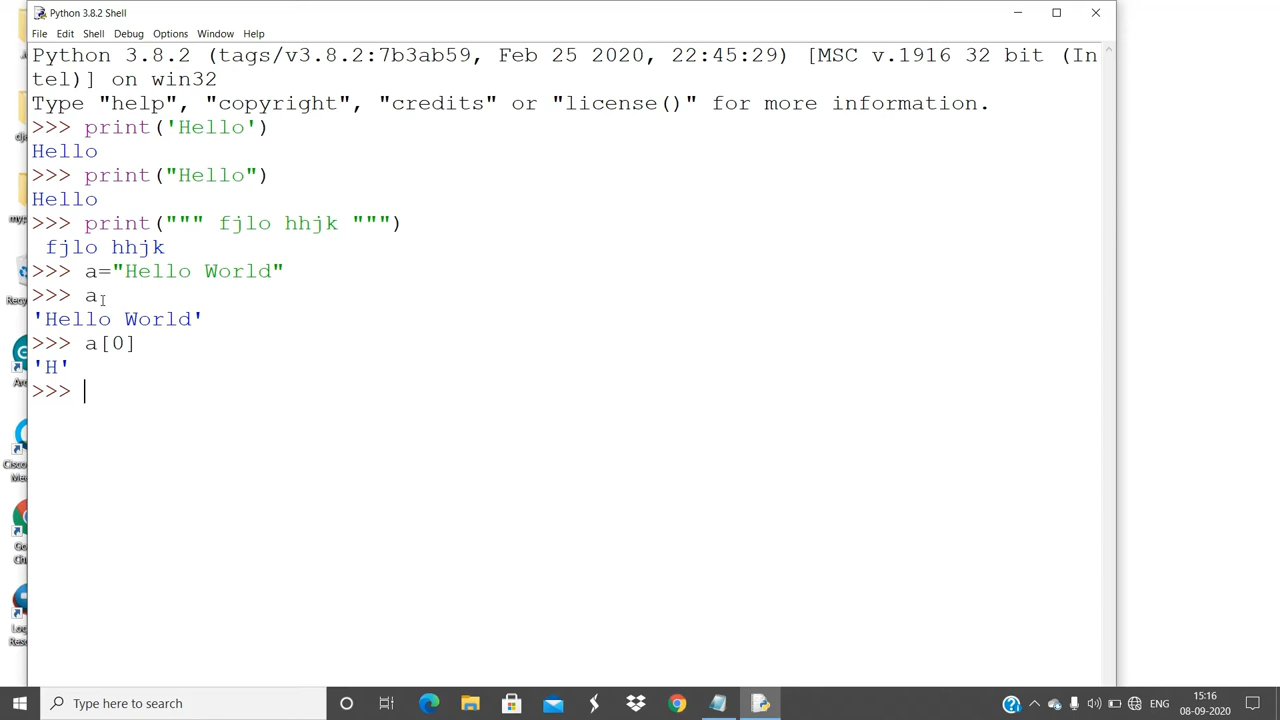 Python 3.8.2 Shell
File Edit Shell Debug Options Window Help
Python 3.8.2 (tags/v3.8.2:7b3ab59, Feb 25 2020, 22:45:29) [MSC v.1916 32 bit (In
tel)] on win32
Type "help", "copyright", "credits" or "license()" for more information.
>>> print('Hello')
Hello
>>> print("Hello")
Hello
>>> print(""" fjlo hhjk """)
 fjlo hhjk
>>> a="Hello World"
>>> a
'Hello World'
>>> a[0]
'H'
>>>
Type here to search
ENG
15:16
08-09-2020